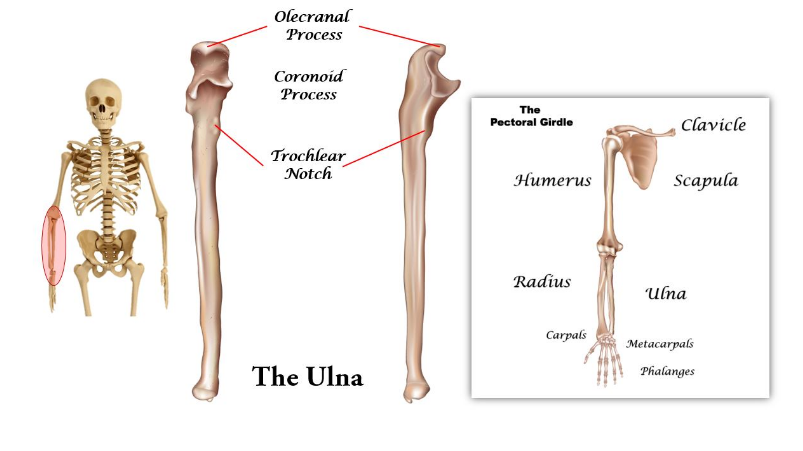 Olecranal
Process
Coronoid
Process
Trochlear
Notch
The Ulna
The
Pectoral Girdle
Clavicle
Humerus
Scapula
Radius
Ulna
Carpals
Metacarpals
Phalanges